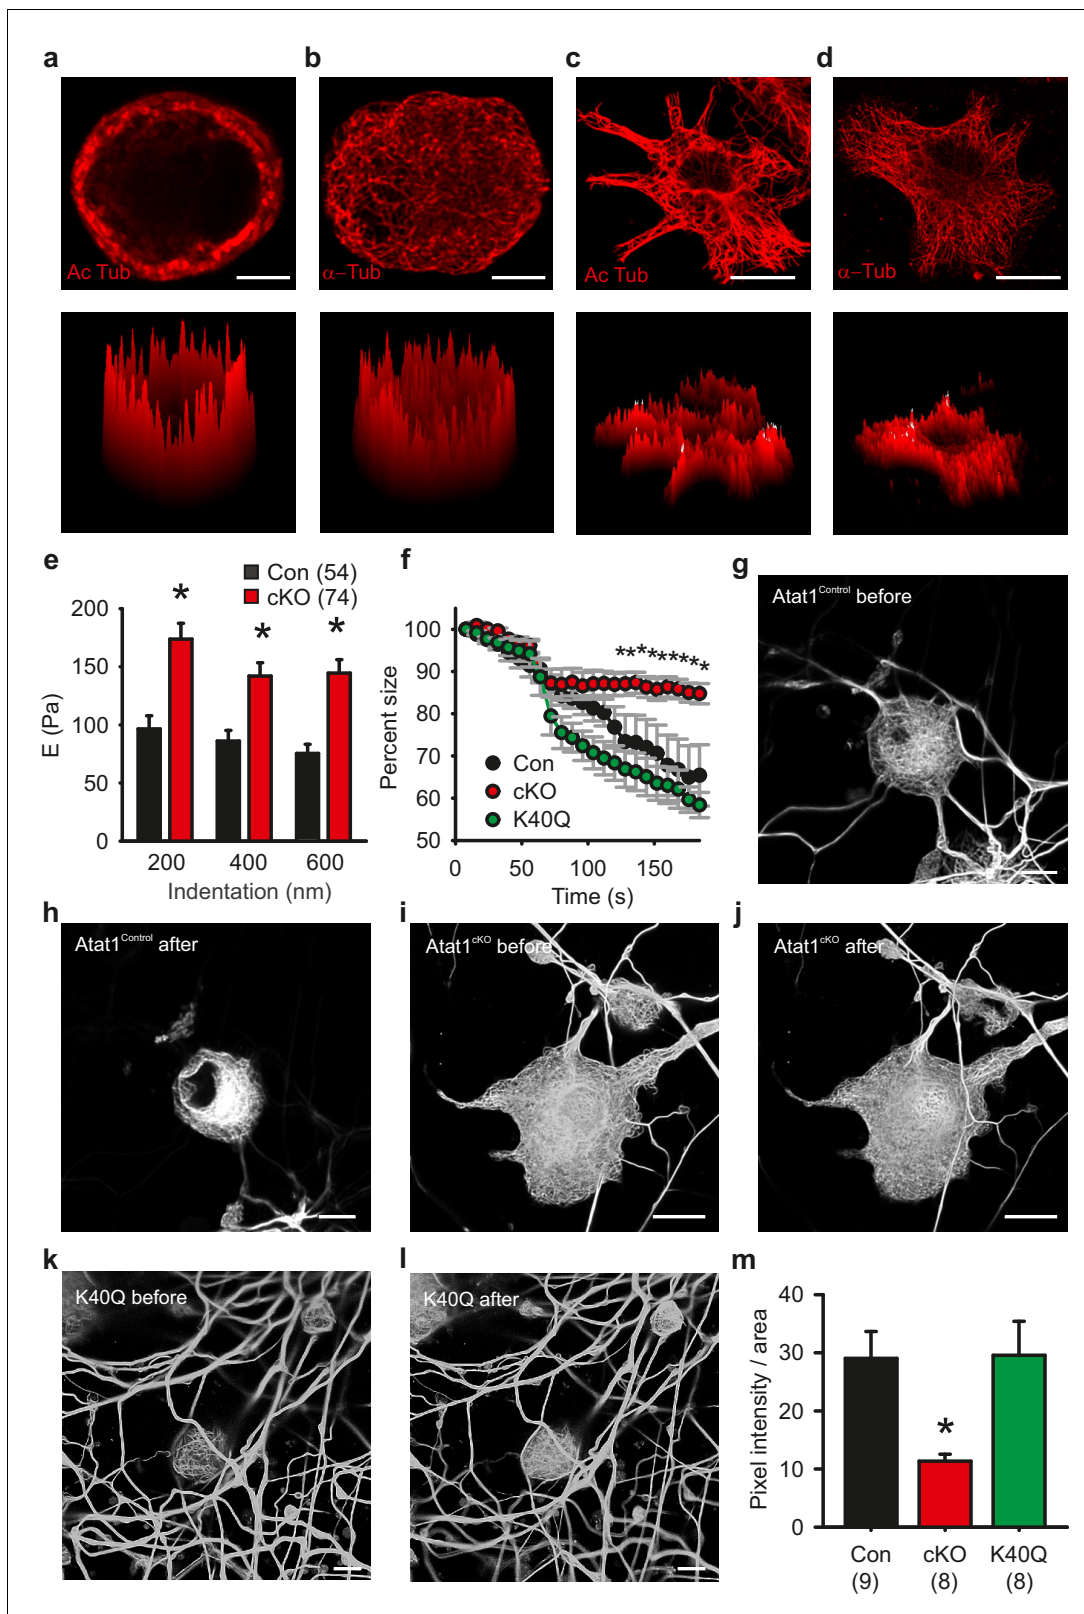 a
b
c
d
Ac Tub
α–Tub
Ac Tub
α–Tub
e
Con (54)
cKO (74)
*
*
*
200
150
100
50
0
E (Pa)
200
400
600
Indentation (nm)
f
100
90
80
70
60
50
Percent size
*********
Con
cKO
K40Q
0
50
100
150
Time (s)
g
Atat1Control before
h
Atat1Control after
i
Atat1cKO before
j
Atat1cKO after
k
K40Q before
l
K40Q after
m
40
30
20
10
0
Pixel intensity / area
*
Con
cKO
K40Q
(9)
(8)
(8)